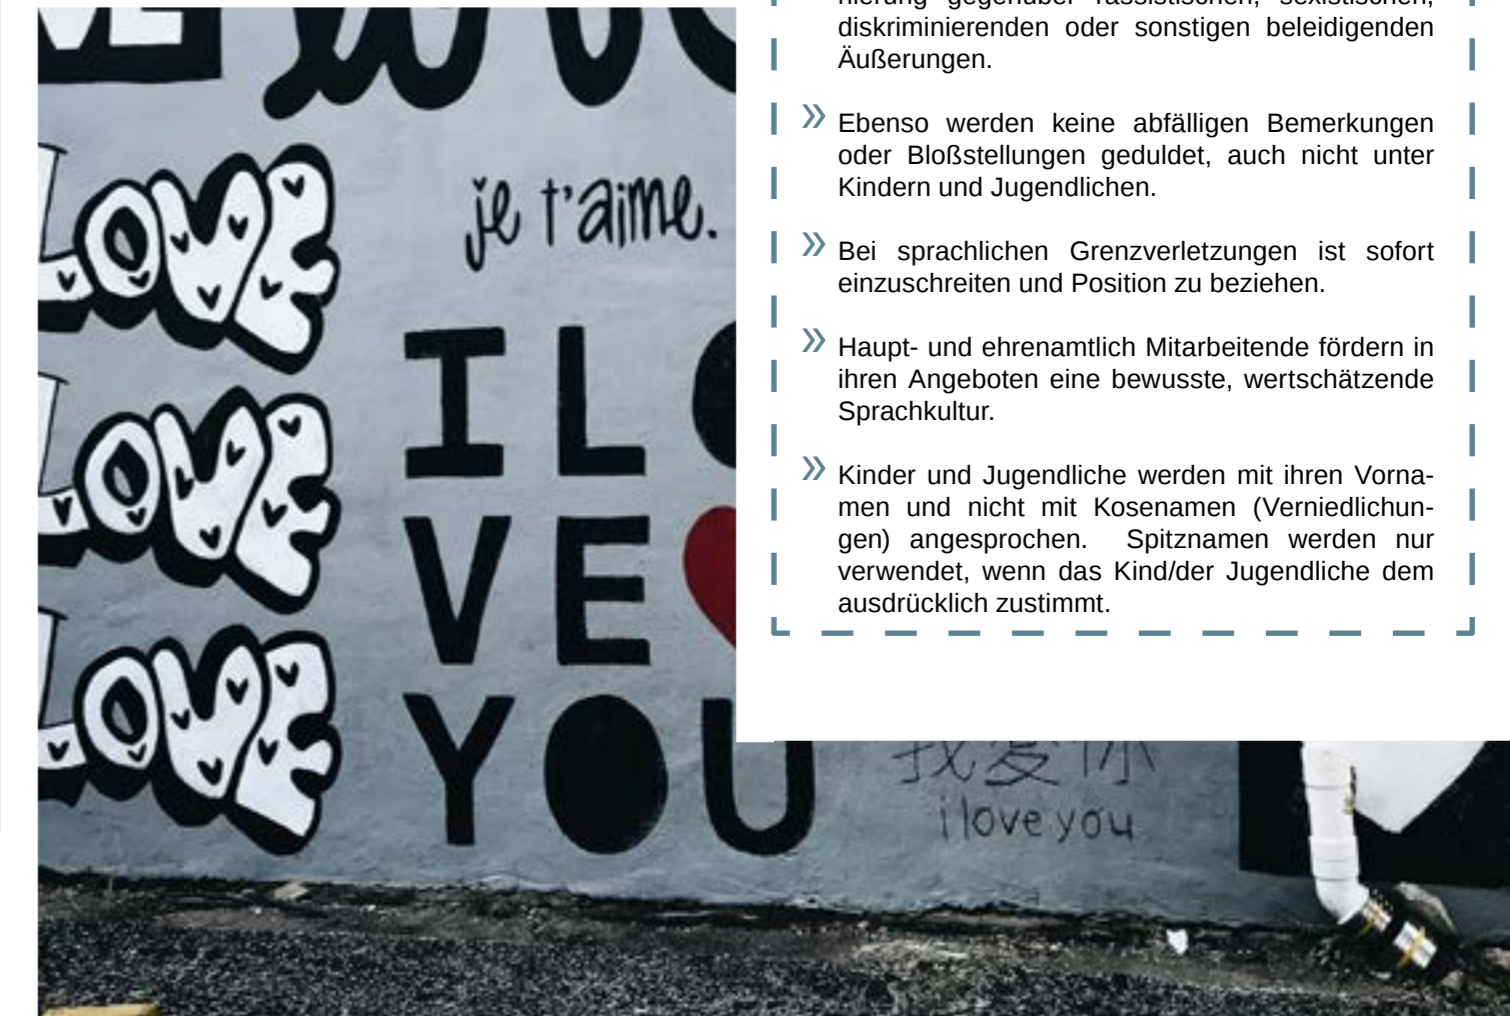 diskriminierenden oder sonstigen beleidigenden
Äußerungen.
» Ebenso werden keine abfälligen Bemerkungen
oder Bloßstellungen geduldet, auch nicht unter
Kindern und Jugendlichen.
» Bei sprachlichen Grenzverletzungen ist sofort
einzuschreiten und Position zu beziehen.
» Haupt- und ehrenamtlich Mitarbeitende fördern in
ihren Angeboten eine bewusste, wertschätzende
Sprachkultur.
» Kinder und Jugendliche werden mit ihren Vorna-
men und nicht mit Kosenamen (Verniedlichun-
gen) angesprochen. Spitznamen werden nur
verwendet, wenn das Kind/der Jugendliche dem
ausdrücklich zustimmt.
LOVE
je t'aime.
LOVE
I LO
VE
LOVE
YOU
我爱你
i love you